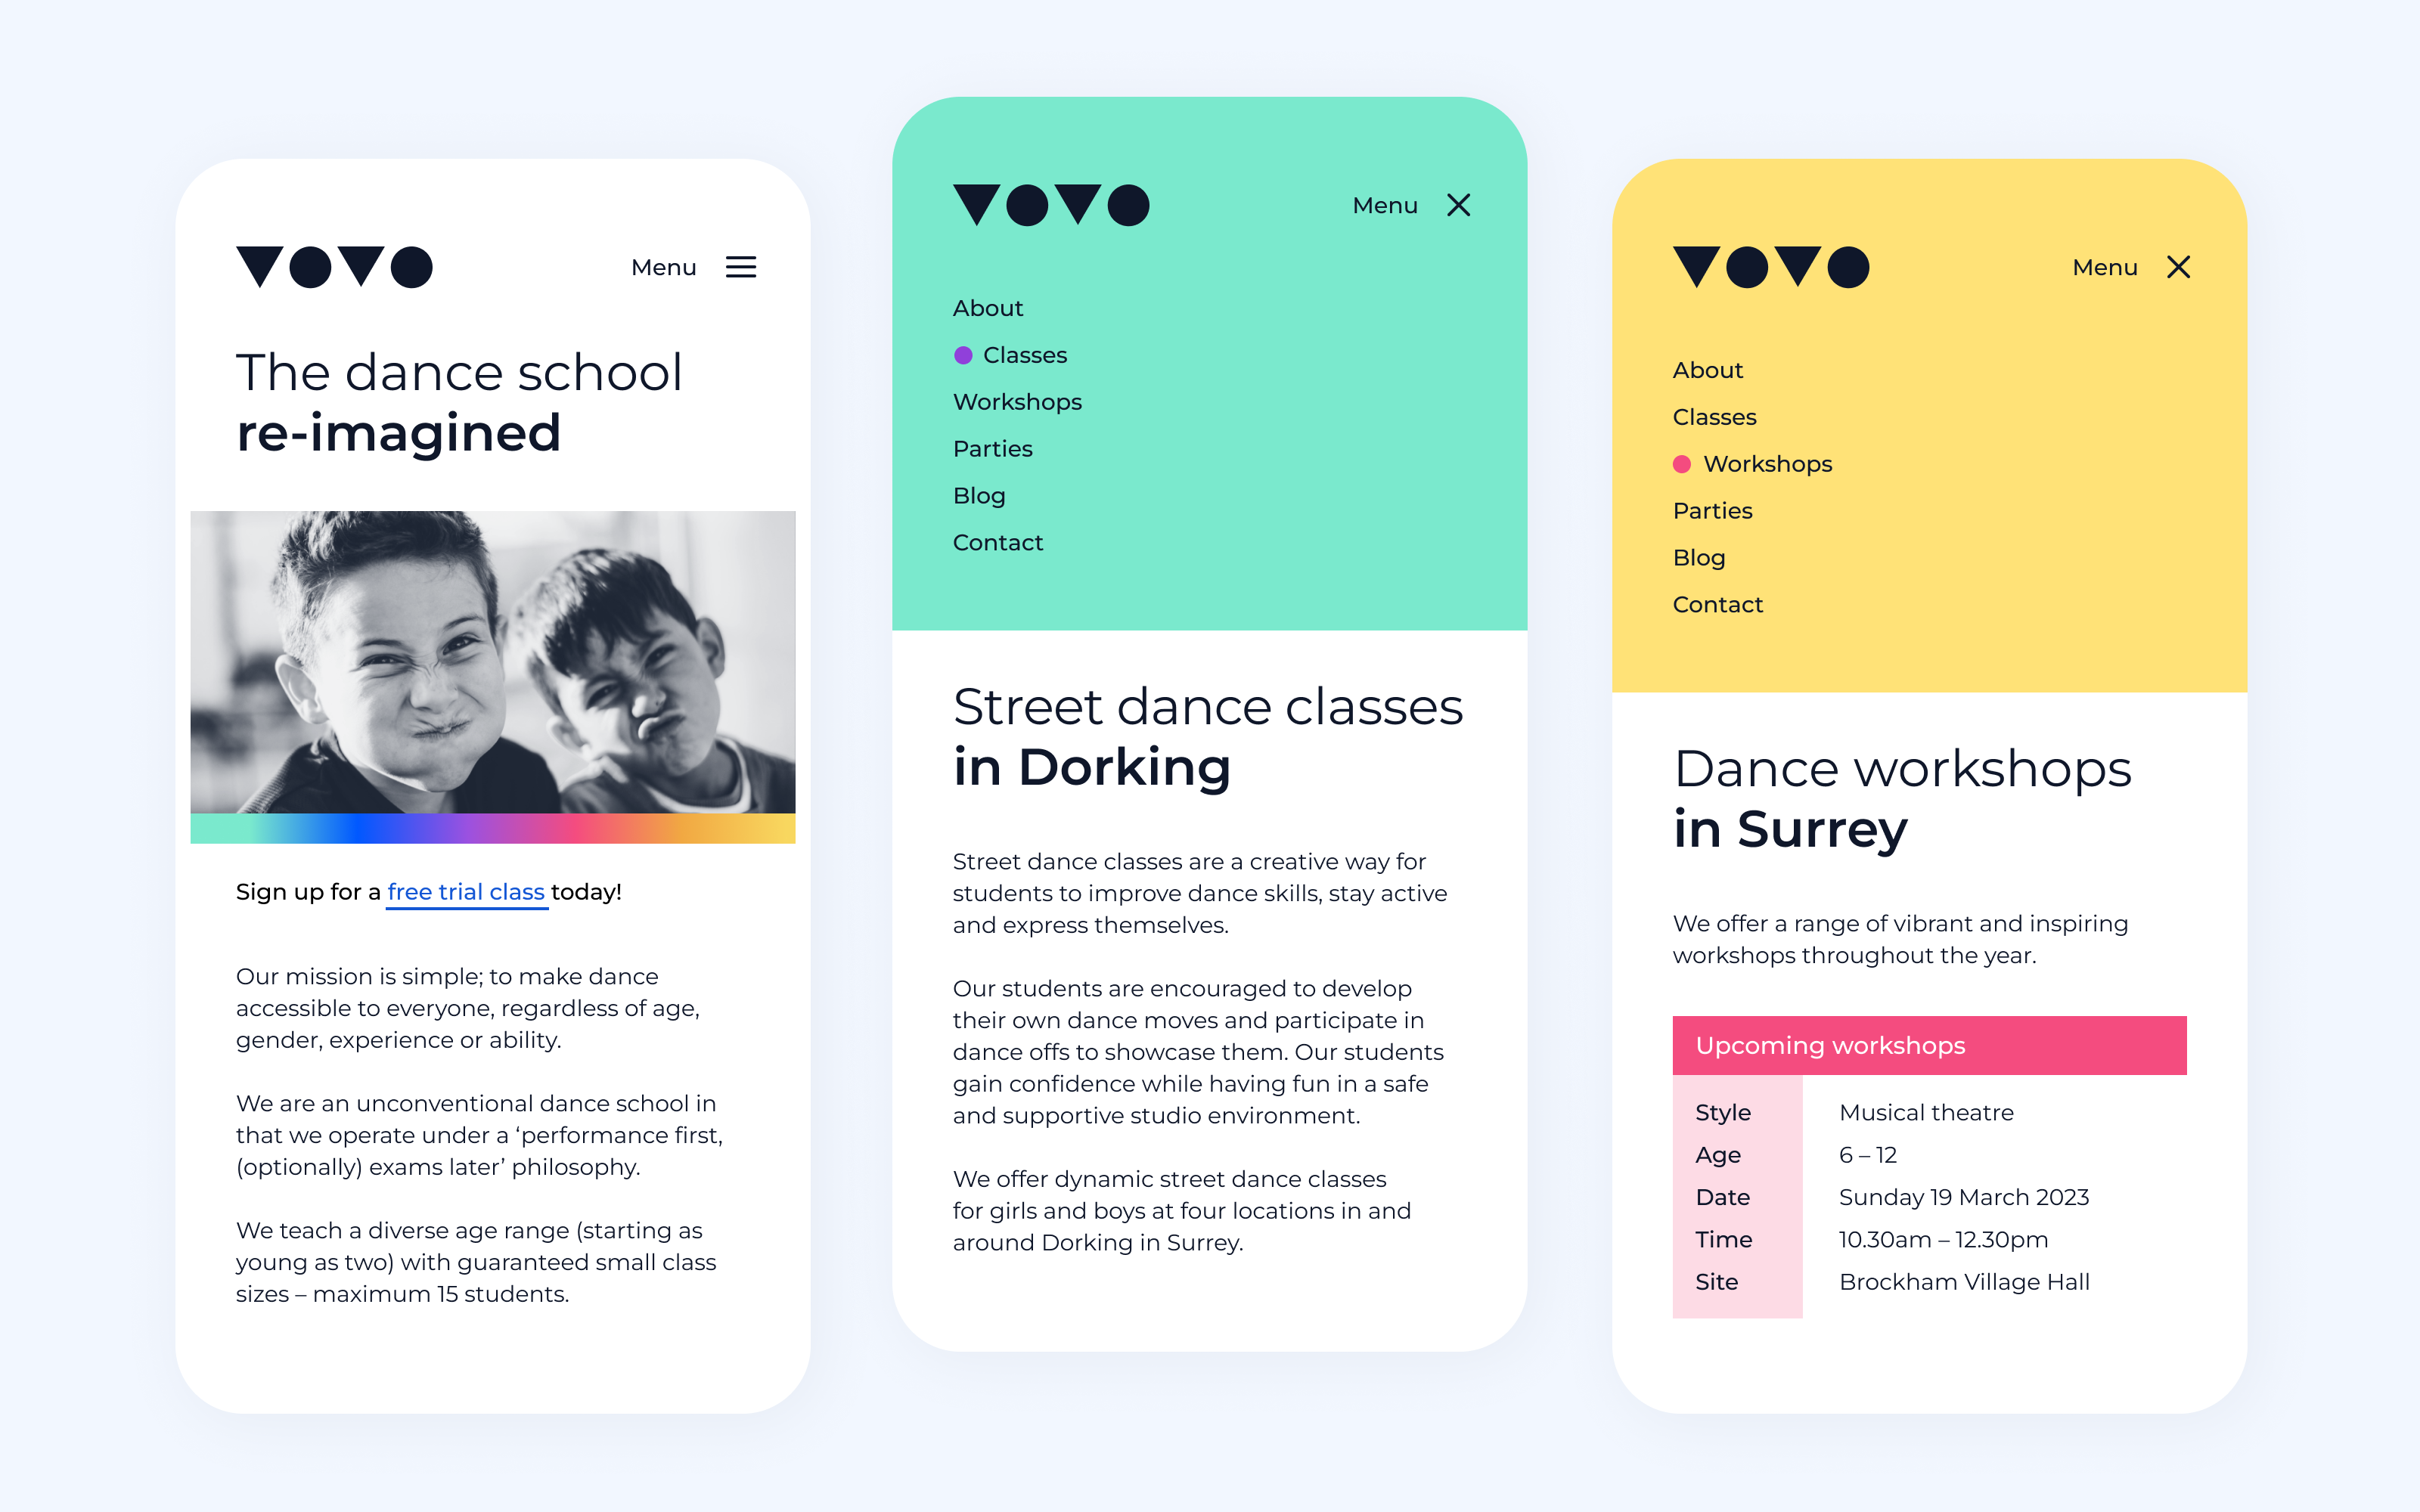 VOVO
Menu
The dance school
re-imagined
Sign up for a free trial class today!
Our mission is simple; to make dance
accessible to everyone, regardless of age,
gender, experience or ability.
We are an unconventional dance school in
that we operate under a ‘performance first,
(optionally) exams later’ philosophy.
We teach a diverse age range (starting as
young as two) with guaranteed small class
sizes – maximum 15 students.
VOVO
Menu
About
Classes
Workshops
Parties
Blog
Contact
Street dance classes
in Dorking
Street dance classes are a creative way for
students to improve dance skills, stay active
and express themselves.
Our students are encouraged to develop
their own dance moves and participate in
dance offs to showcase them. Our students
gain confidence while having fun in a safe
and supportive studio environment.
We offer dynamic street dance classes
for girls and boys at four locations in and
around Dorking in Surrey.
VOVO
Menu
About
Classes
Workshops
Parties
Blog
Contact
Dance workshops
in Surrey
We offer a range of vibrant and inspiring
workshops throughout the year.
Upcoming workshops
Style Musical theatre
Age 6 – 12
Date Sunday 19 March 2023
Time 10.30am – 12.30pm
Site Brockham Village Hall